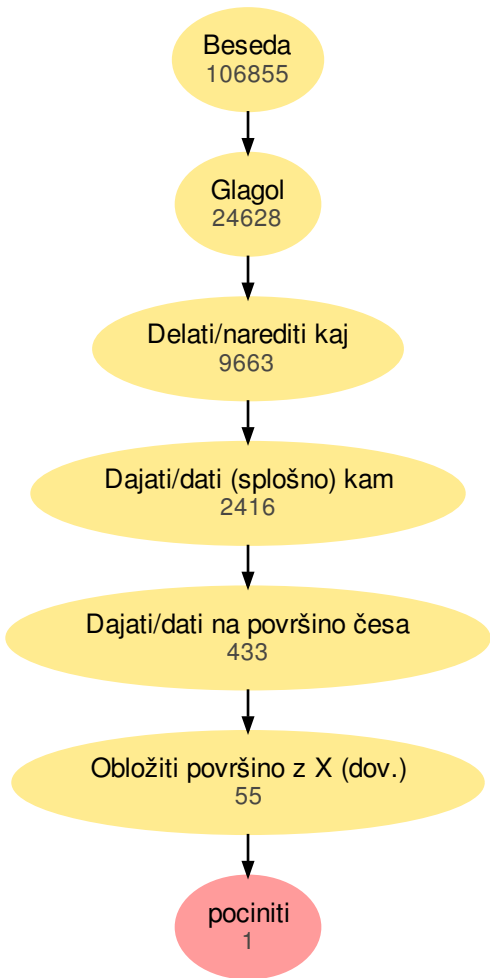 Beseda
106855
Glagol
24628
Delati/narediti kaj
9663
Dajati/dati (splošno) kam
2416
Dajati/dati na površino česa
433
Obložiti površino z X (dov.)
55
pociniti
1